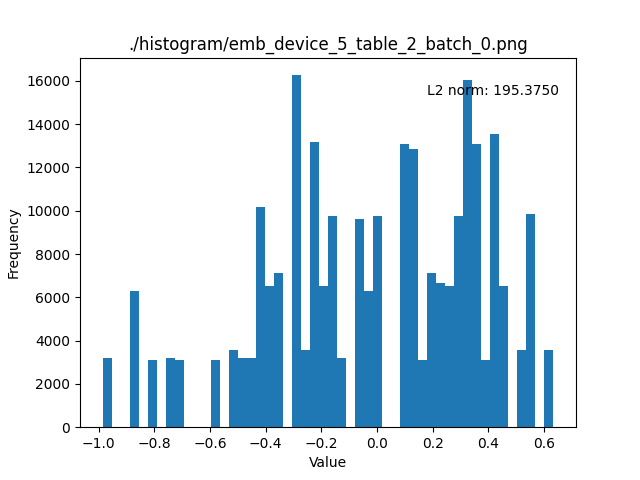 ./histogram/emb_device_5_table_2_batch_0.png
L2 norm: 195.3750
16000
14000
12000
10000
8000
6000
4000
2000
0
Frequency
−1.0 −0.8 −0.6 −0.4 −0.2 0.0 0.2 0.4 0.6
Value